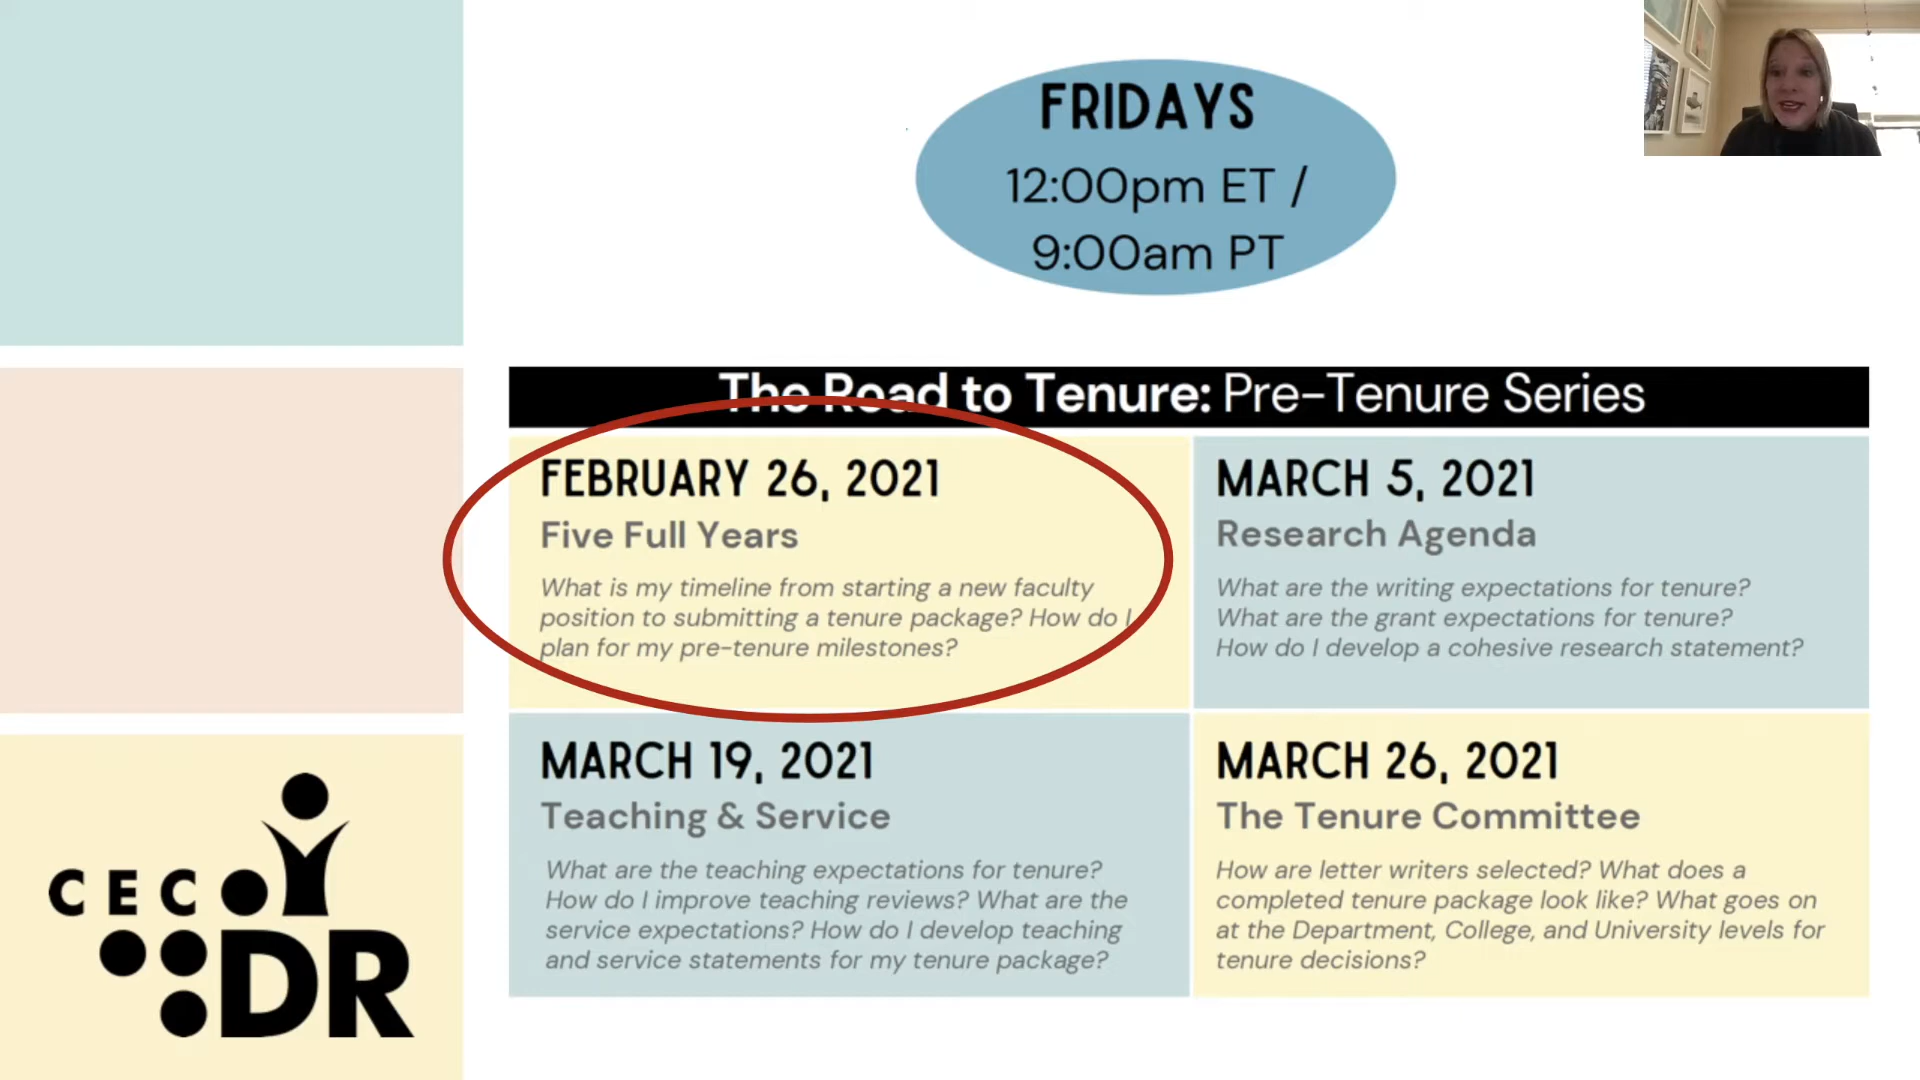 FRIDAYS
12:00pm ET /
9:00am PT
The Road to Tenure: Pre-Tenure Series
FEBRUARY 26, 2021
Five Full Years
What is my timeline from starting a new faculty
position to submitting a tenure package? How do I
plan for my pre-tenure milestones?
MARCH 5, 2021
Research Agenda
What are the writing expectations for tenure?
What are the grant expectations for tenure?
How do I develop a cohesive research statement?
MARCH 19, 2021
Teaching & Service
What are the teaching expectations for tenure?
How do I improve teaching reviews? What are the
service expectations? How do I develop teaching
and service statements for my tenure package?
MARCH 26, 2021
The Tenure Committee
How are letter writers selected? What does a
completed tenure package look like? What goes on
at the Department, College, and University levels for
tenure decisions?
CEC
DR